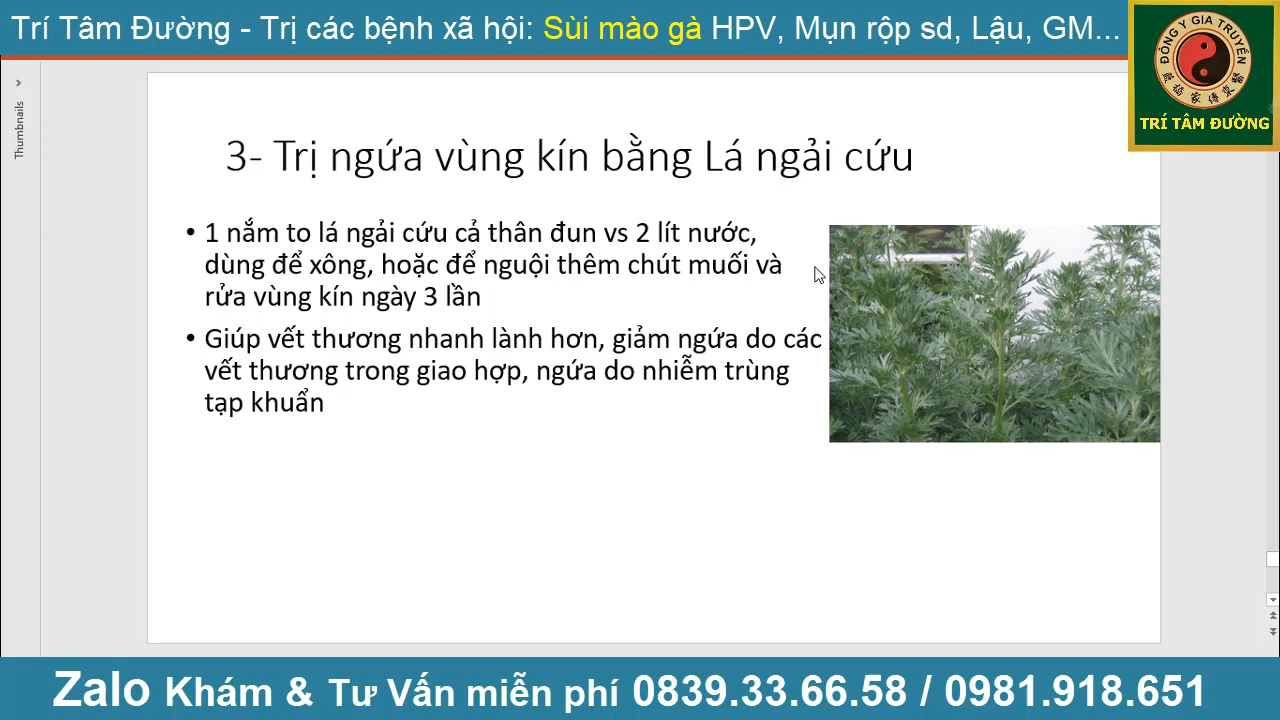 Trí Tâm Đường - Trị các bệnh xã hội: Sùi mào gà HPV, Mụn rộp sd, Lậu, GM...
ĐÔNG Y GIA TRUYỀN
TRÍ TÂM ĐƯỜNG
Thumbnails
3- Trị ngứa vùng kín bằng Lá ngải cứu
• 1 nắm to lá ngải cứu cả thân đun vs 2 lít nước,
dùng để xông, hoặc để nguội thêm chút muối và
rửa vùng kín ngày 3 lần
• Giúp vết thương nhanh lành hơn, giảm ngứa do các
vết thương trong giao hợp, ngứa do nhiễm trùng
tạp khuẩn
Zalo Khám & Tư Vấn miễn phí 0839.33.66.58 / 0981.918.651